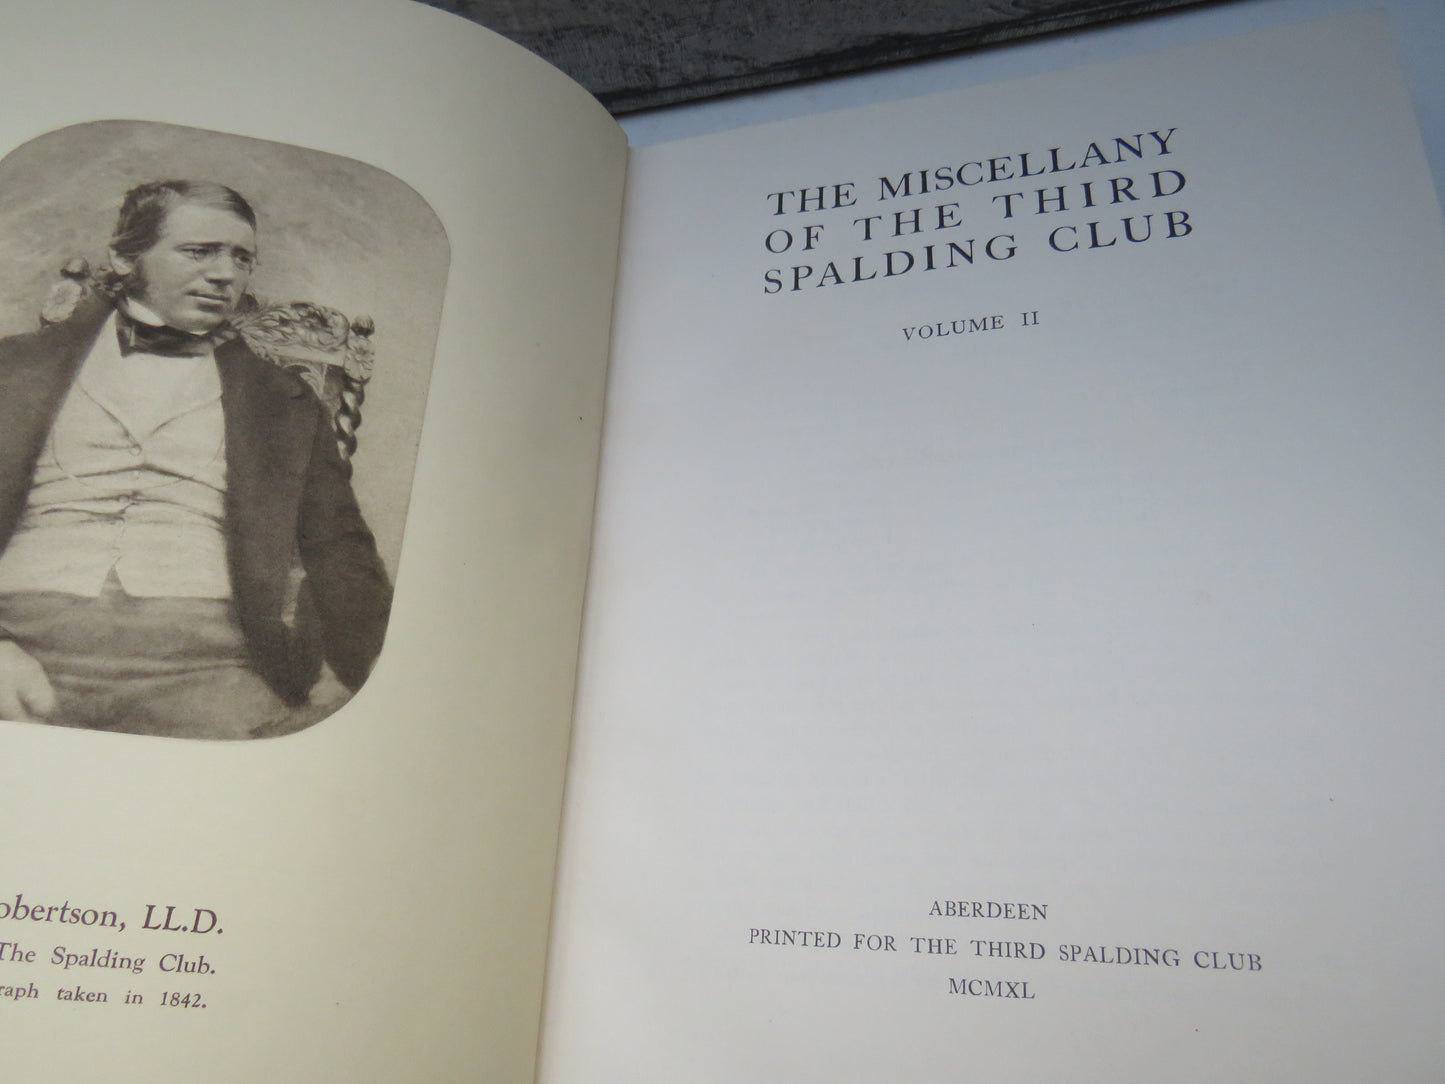 obertson, LL.D.
The Spalding Club.
raph taken in 1842.
THE MISCELLANY
OF THE THIRD
SPALDING CLUB
VOLUME II
ABERDEEN
PRINTED FOR THE THIRD SPALDING CLUB
MCMXL